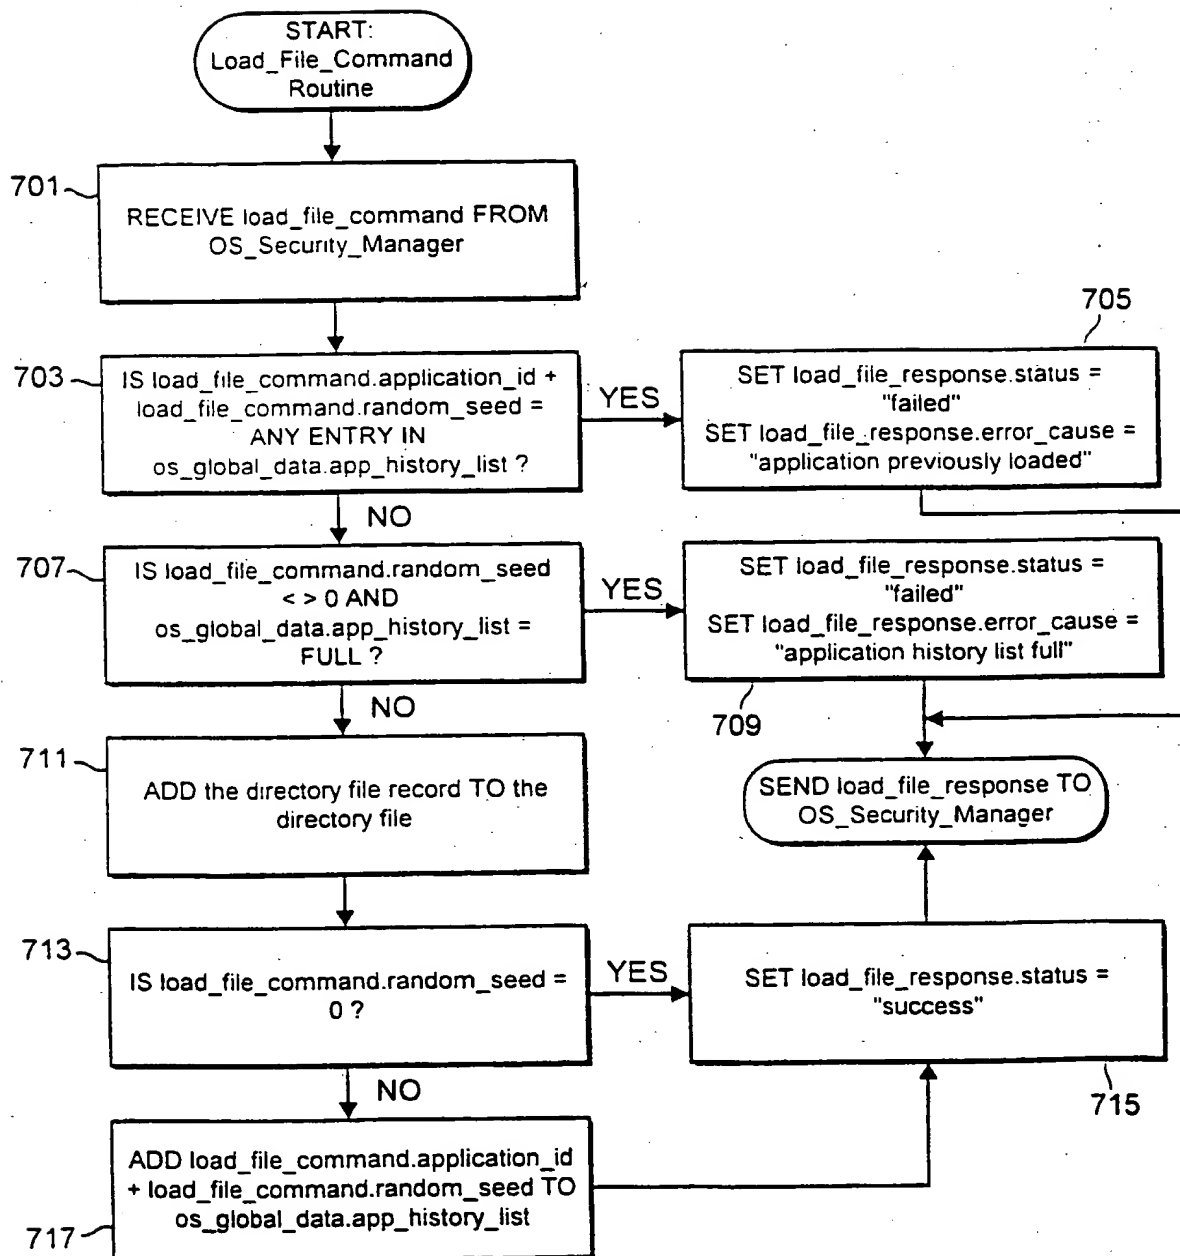 START:
Load_File_Command
Routine
701
RECEIVE load_file_command FROM
OS_Security_Manager
703
IS load_file_command.application_id +
load_file_command.random_seed =
ANY ENTRY IN
os_global_data.app_history_list ?
YES
705
SET load_file_response.status =
"failed"
SET load_file_response.error_cause =
"application previously loaded"
NO
707
IS load_file_command.random_seed
< > 0 AND
os_global_data.app_history_list =
FULL ?
YES
SET load_file_response.status =
"failed"
SET load_file_response.error_cause =
"application history list full"
709
NO
711
ADD the directory file record TO the
directory file
SEND load_file_response TO
OS_Security_Manager
713
IS load_file_command.random_seed =
0 ?
YES
SET load_file_response.status =
"success"
715
NO
ADD load_file_command.application_id
+ load_file_command.random_seed TO
os_global_data.app_history_list
717